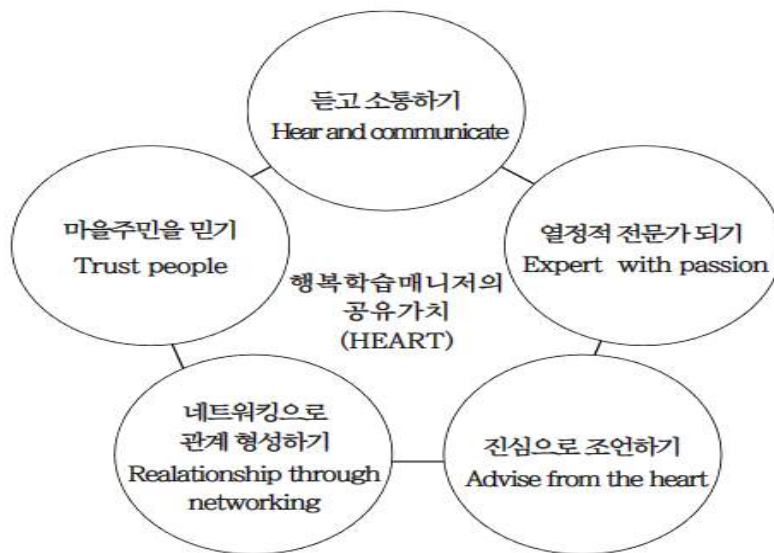 듣고 소통하기
Hear and communicate
마을주민을 믿기
Trust people
열정적 전문가 되기
Expert with passion
행복학습매니저의
공유가치
(HEART)
네트워킹으로
관계 형성하기
Realationship through
networking
진심으로 조언하기
Advise from the heart